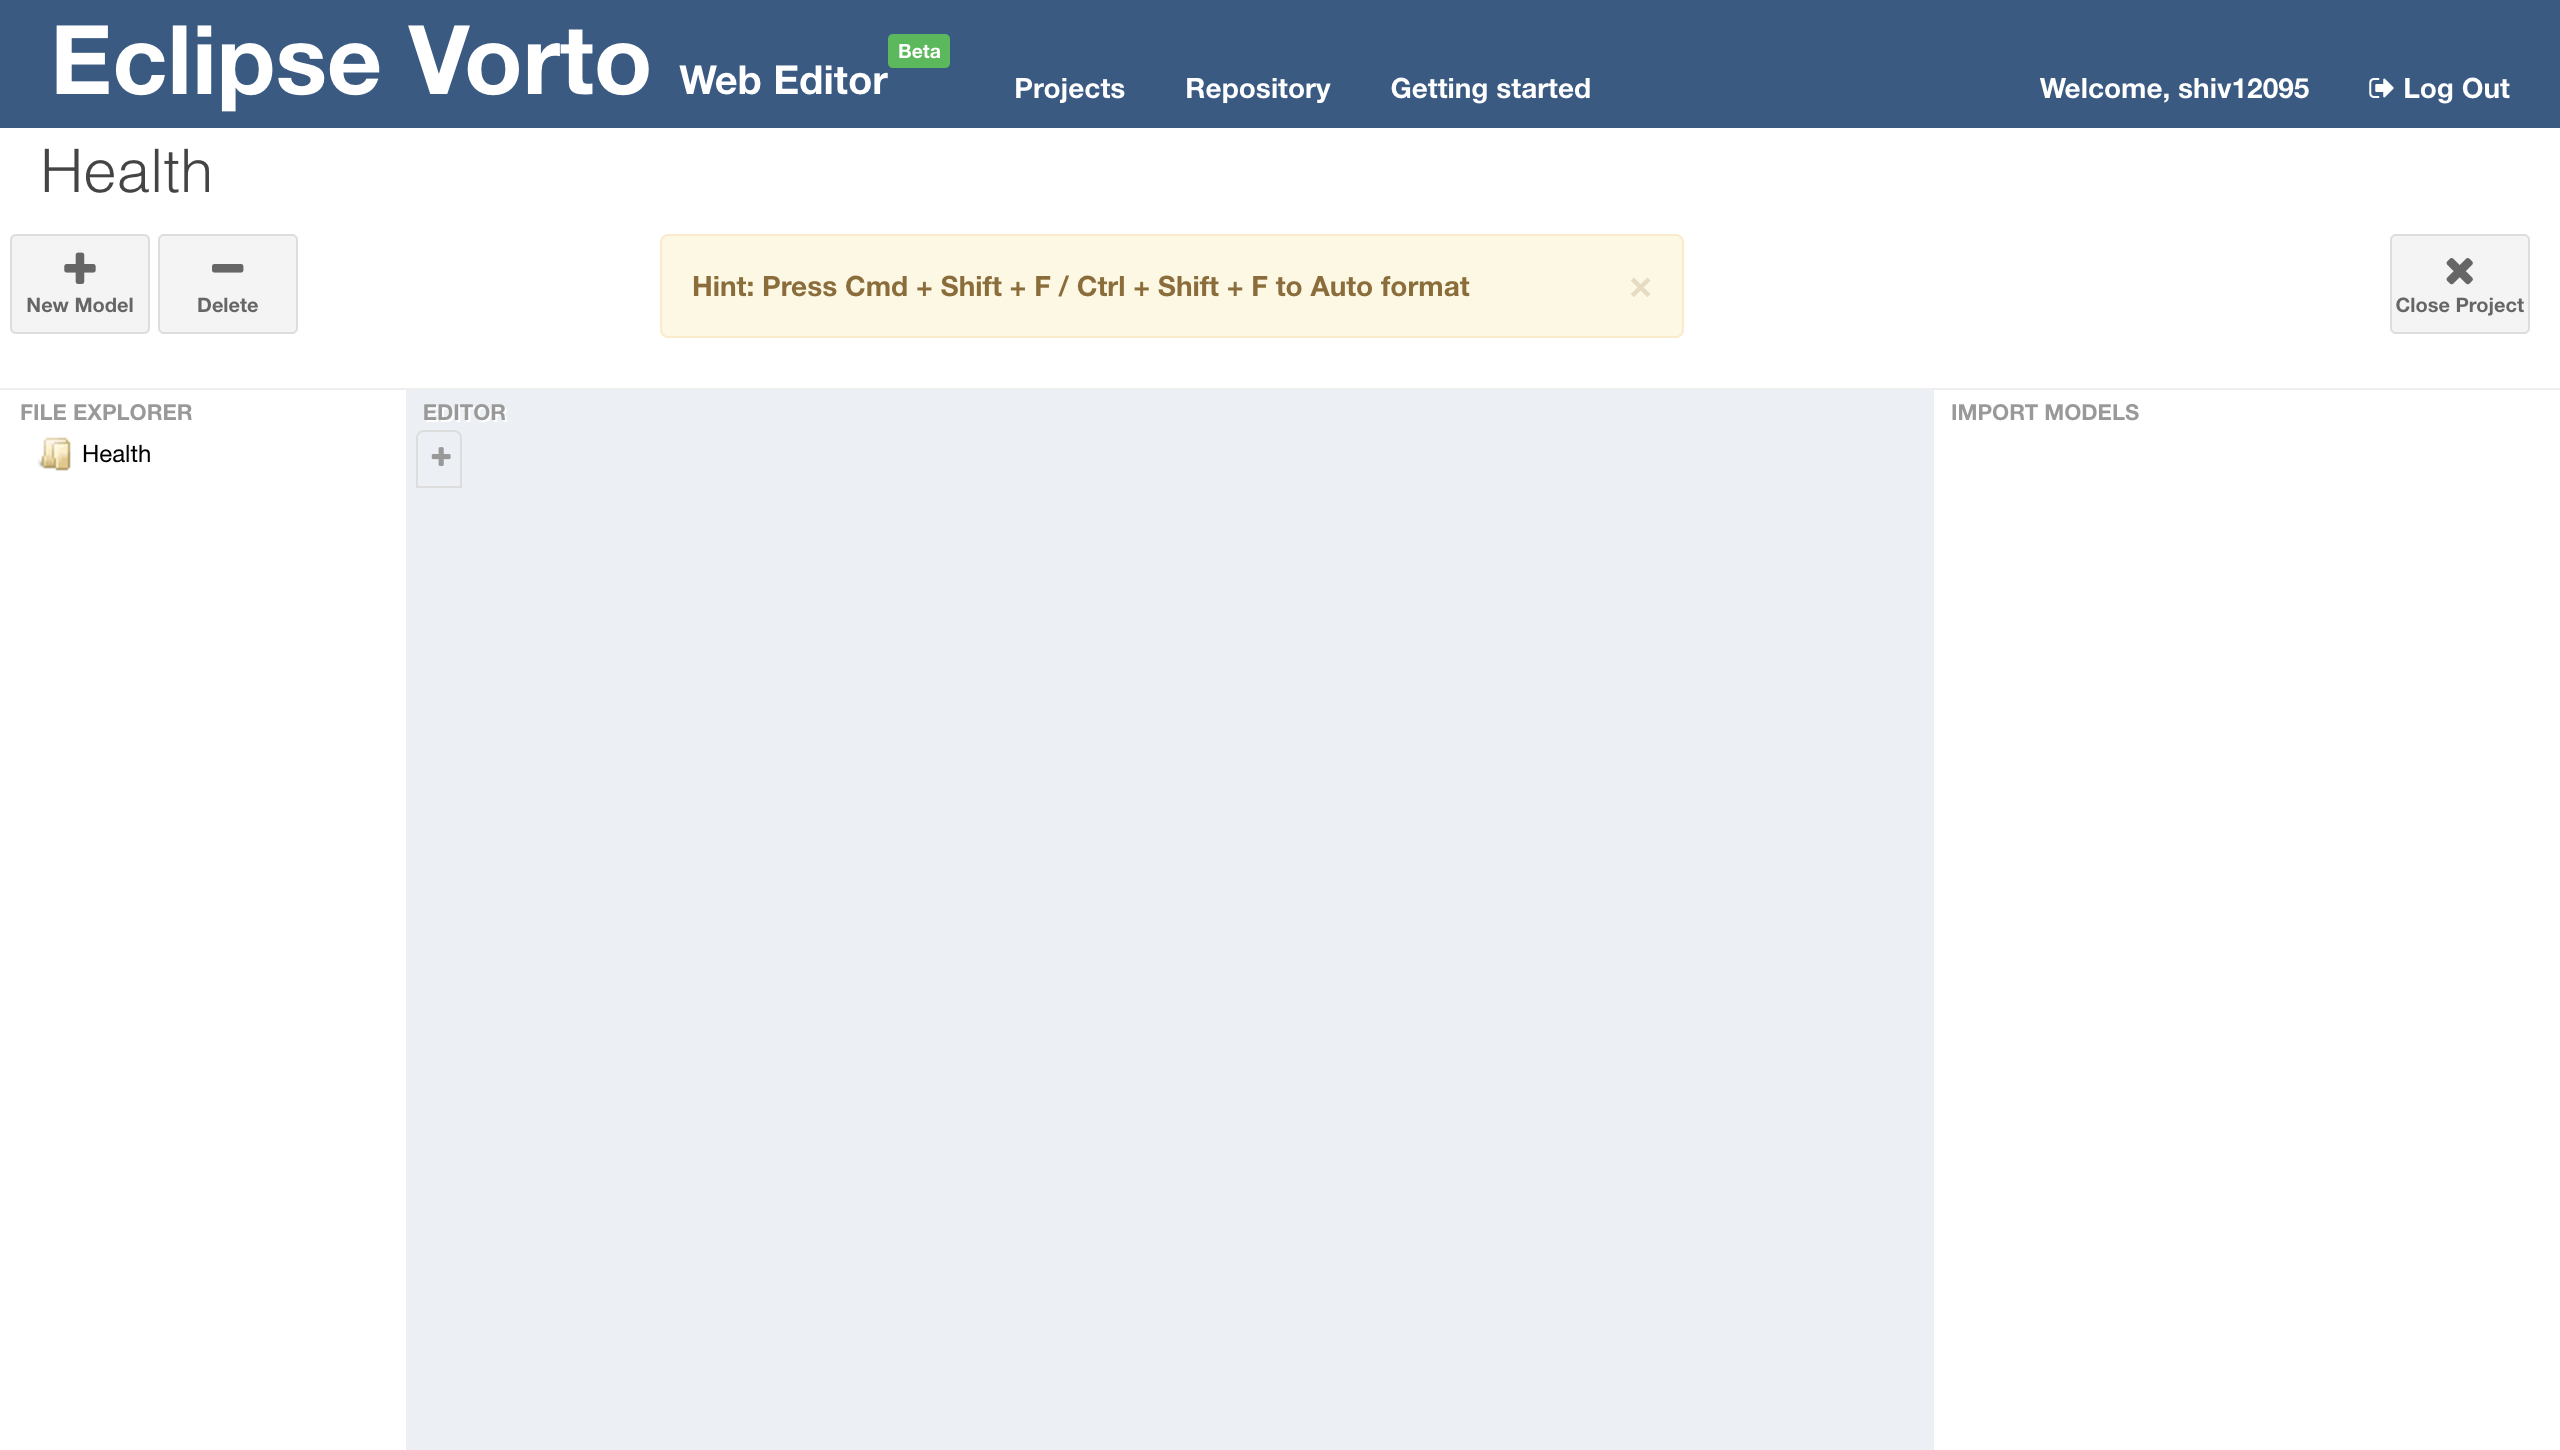 Eclipse Vorto Web Editor Beta Projects Repository Getting started Welcome, shiv12095 Log Out
Health
New Model Delete
Hint: Press Cmd + Shift + F / Ctrl + Shift + F to Auto format ×
Close Project
FILE EXPLORER
Health
EDITOR
IMPORT MODELS